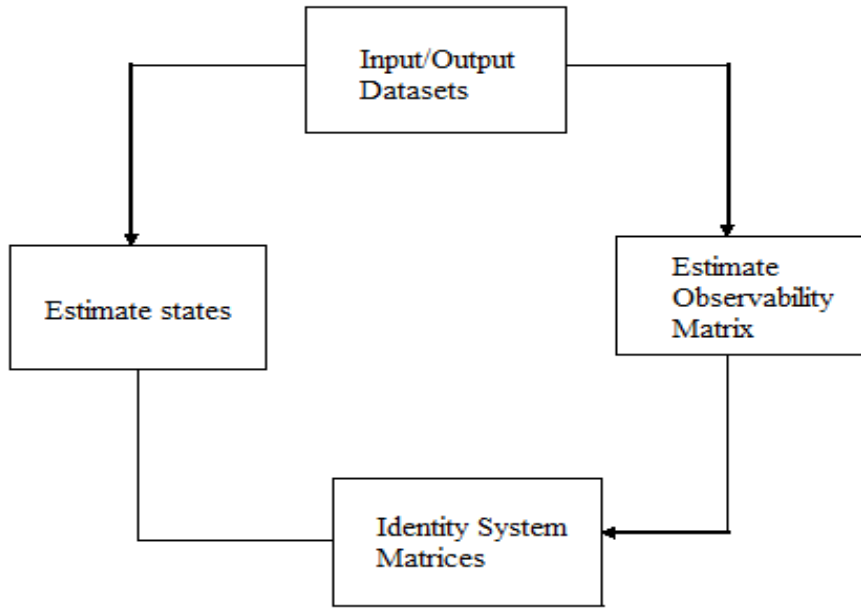 Input/Output
Datasets
Estimate states
Estimate
Observability
Matrix
Identity System
Matrices